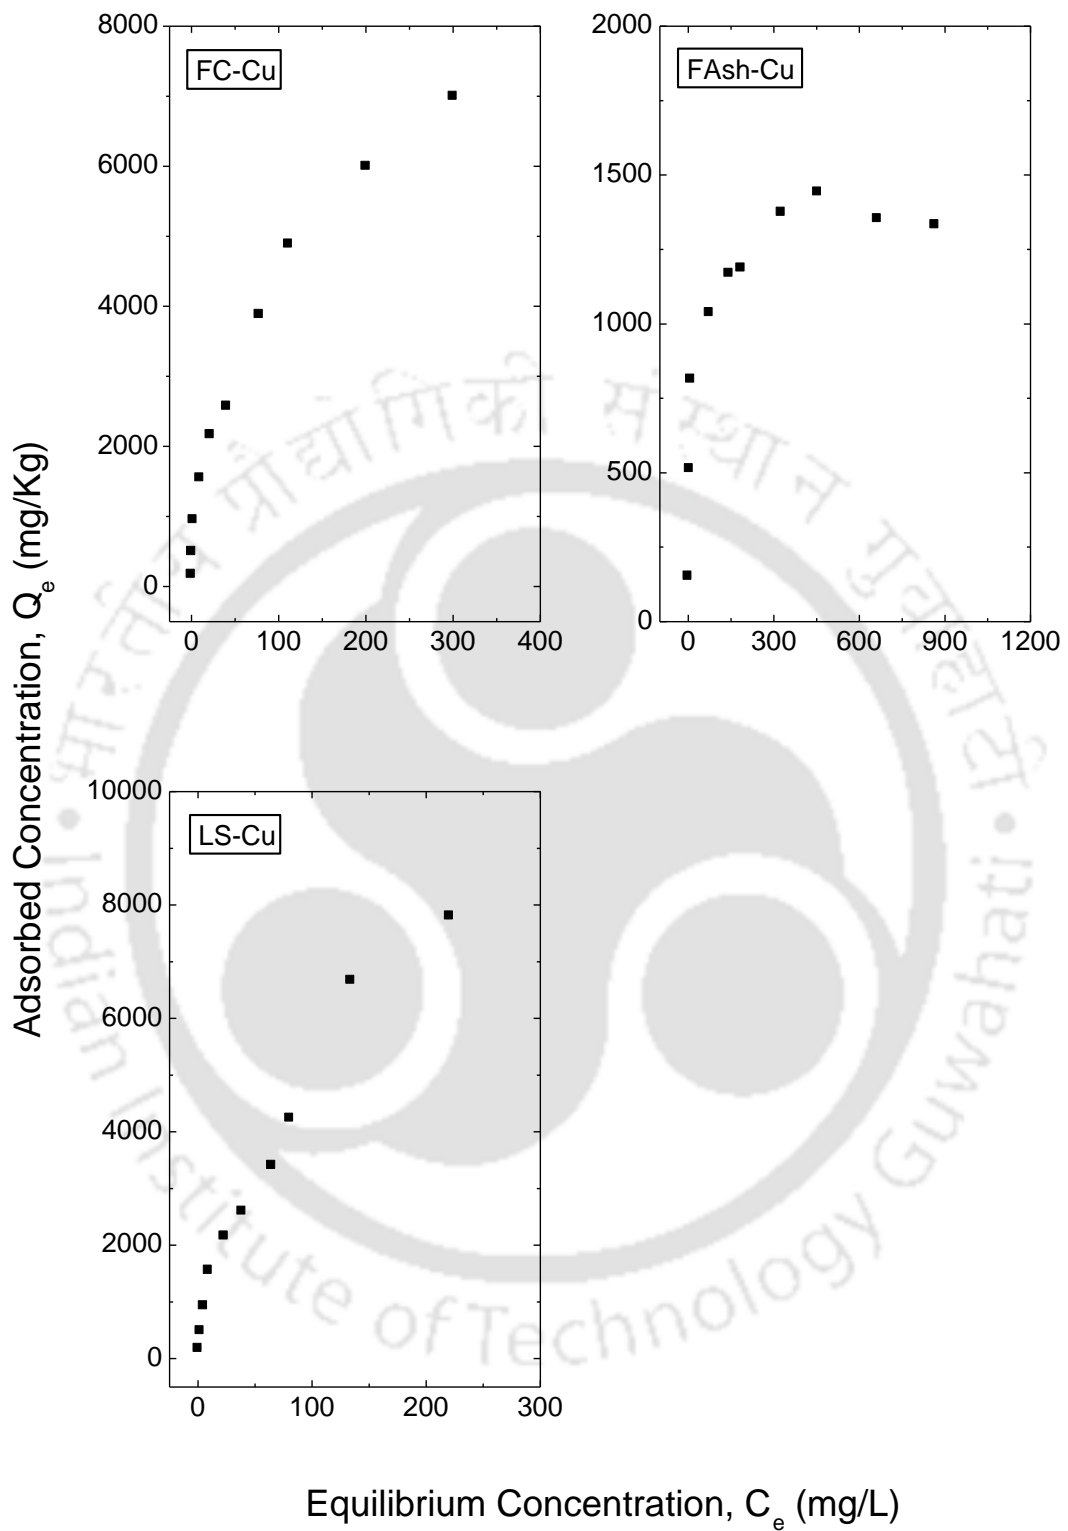 FC-Cu
8000
6000
4000
2000
0
0 100 200 300 400
FAsh-Cu
2000
1500
1000
500
0
0 300 600 900 1200
LS-Cu
10000
8000
6000
4000
2000
0
0 100 200 300
Adsorbed Concentration, Qe (mg/Kg)
Equilibrium Concentration, Ce (mg/L)
भारतीय प्रौद्योगिकी संस्थान गुवाहाटी
Indian Institute of Technology Guwahati